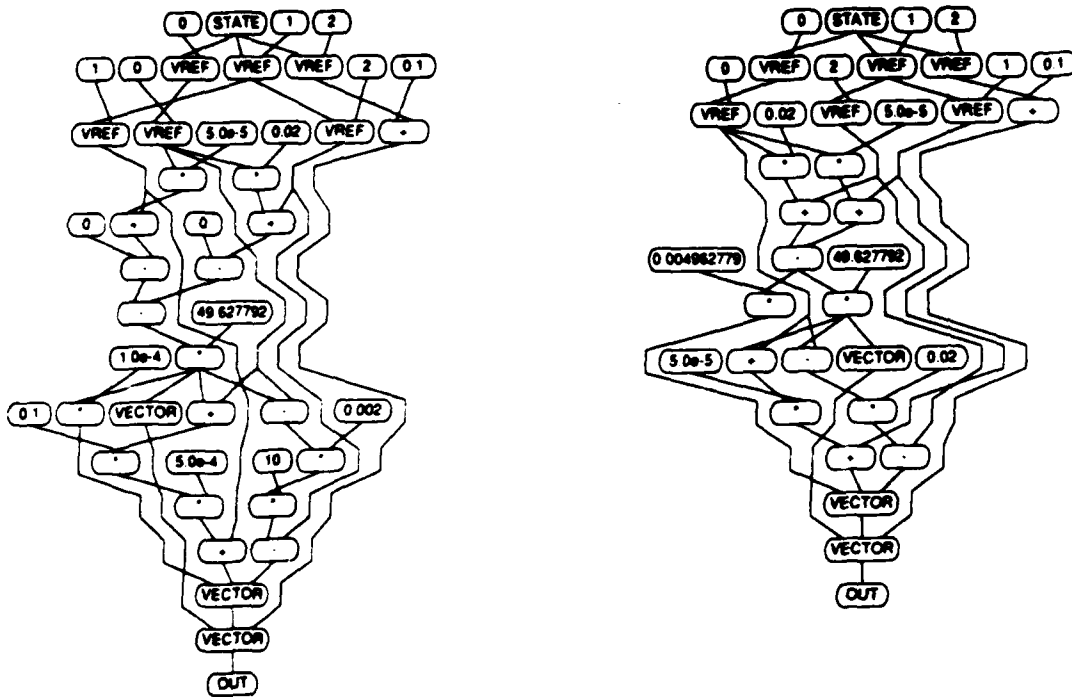 0 STATE 1 2
1 0 VREF VREF VREF 2 0.1
VREF VREF 5.0e-5 0.02 VREF +
* *
0 + 0 +
- -
-
49.627792
1.0e-4 *
0.1 * VECTOR + - 0.002
* 5.0e-4 10 *
* *
+ -
VECTOR
VECTOR
OUT
0 STATE 1 2
0 VREF 2 VREF VREF 1 0.1
VREF 0.02 VREF 5.0e-5 VREF +
* *
+ +
0.004962779 - 49.627792
* *
5.0e-5 + - VECTOR 0.02
* *
+ -
VECTOR
VECTOR
OUT